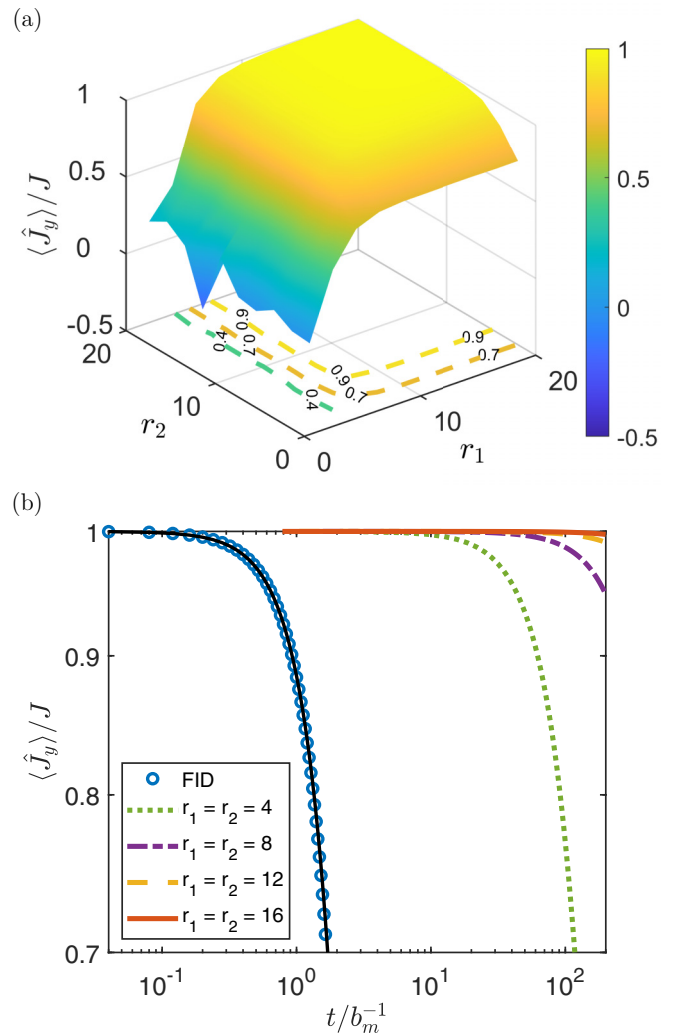 (a)
1
0.5
0
-0.5
⟨Ĵ_y⟩/J
20
10
0
r_2
0
10
20
r_1
0.4
0.7
0.9
0.9
0.7
0.4
0.9
0.7
1
0.5
0
-0.5
(b)
1
0.9
0.8
0.7
⟨Ĵ_y⟩/J
FID
r_1 = r_2 = 4
r_1 = r_2 = 8
r_1 = r_2 = 12
r_1 = r_2 = 16
10^-1 10^0 10^1 10^2
t/b_m^-1